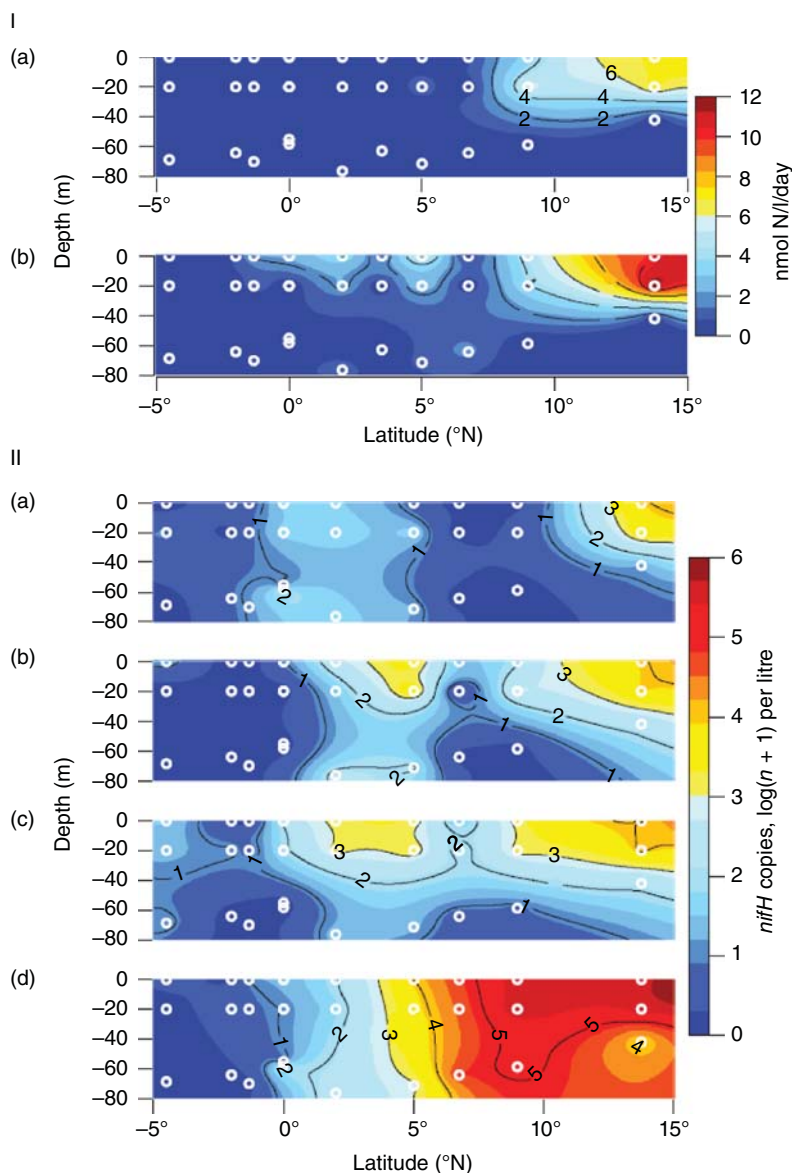 I
(a)
0
–20
–40
–60
–80
6
4 4
2 2
–5° 0° 5° 10° 15°
(b)
0
–20
–40
–60
–80
–5° 0° 5° 10° 15°
Latitude (°N)
Depth (m)
12
10
8
6
4
2
0
nmol N/l/day
II
(a)
0
–20
–40
–60
–80
1 2 1 1 2 3 1
(b)
0
–20
–40
–60
–80
1 2 2 1 1 3 2 1
(c)
0
–20
–40
–60
–80
1 1 3 2 2 3 1
(d)
0
–20
–40
–60
–80
1 2 2 3 4 5 5 5 4
–5° 0° 5° 10° 15°
Latitude (°N)
Depth (m)
6
5
4
3
2
1
0
nifH copies, log(n + 1) per litre